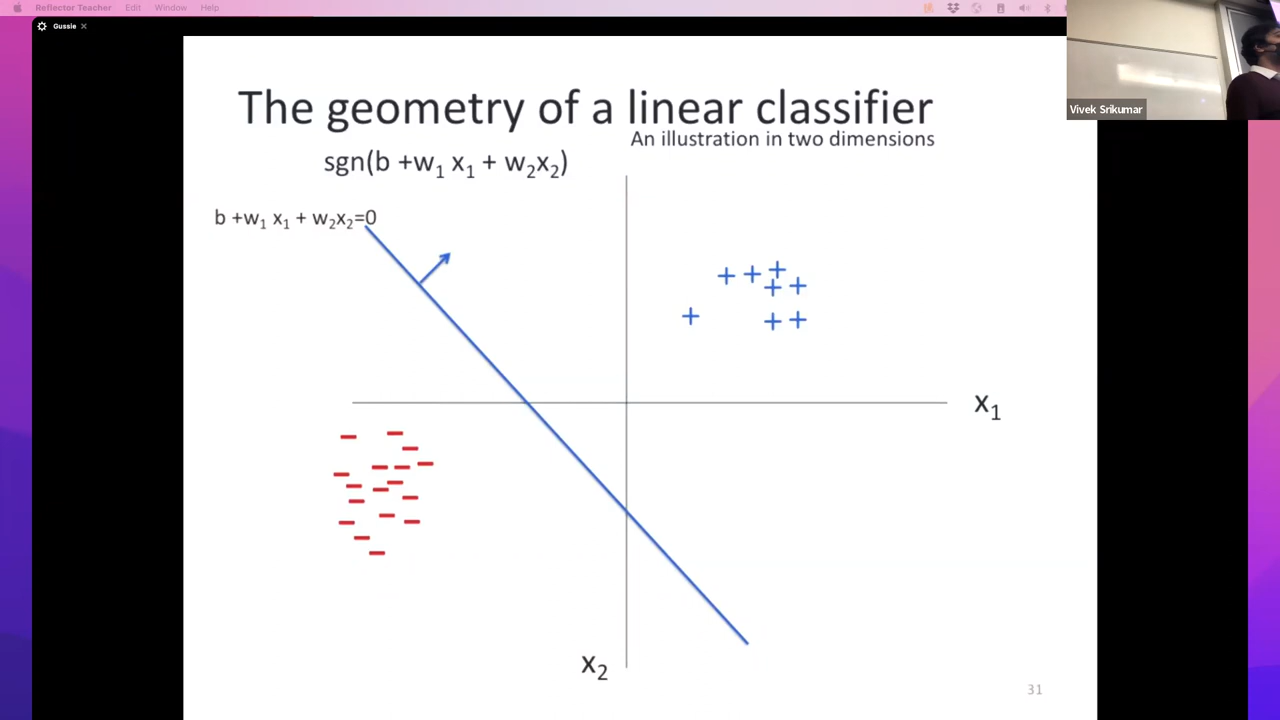 Reflector Teacher Edit Window Help
Gussie
Vivek Srikumar
The geometry of a linear classifier
An illustration in two dimensions
sgn(b +w₁ x₁ + w₂x₂)
b +w₁ x₁ + w₂x₂=0
x₁
x₂
31